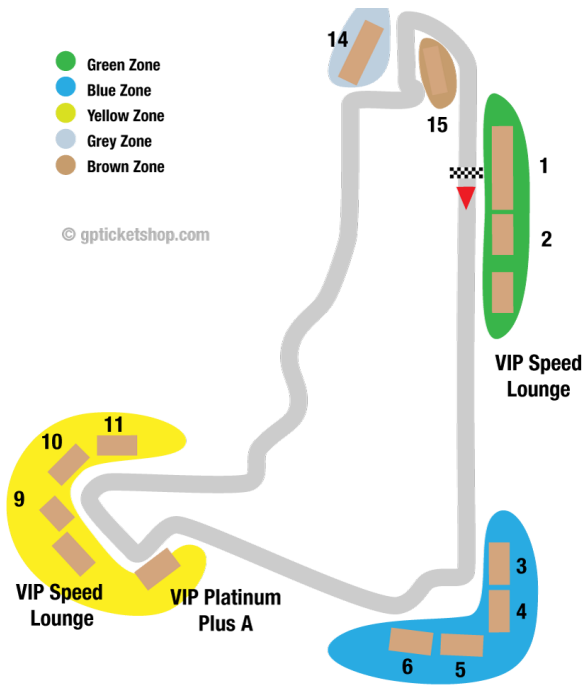 Green Zone
Blue Zone
Yellow Zone
Grey Zone
Brown Zone
© gpticketshop.com
14
15
1
2
VIP Speed
Lounge
11
10
9
VIP Speed
Lounge
VIP Platinum
Plus A
3
4
6
5